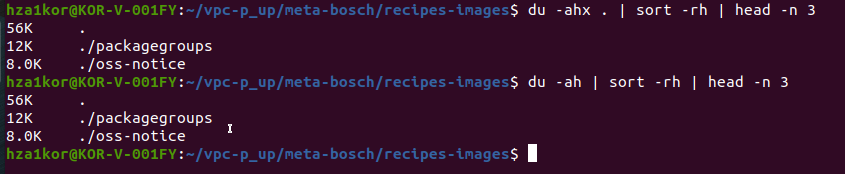 hza1kor@KOR-V-001FY:~/vpc-p_up/meta-bosch/recipes-images$ du -ahx . | sort -rh | head -n 3
56K .
12K ./packagegroups
8.0K ./oss-notice
hza1kor@KOR-V-001FY:~/vpc-p_up/meta-bosch/recipes-images$ du -ah | sort -rh | head -n 3
56K .
12K ./packagegroups
8.0K ./oss-notice
hza1kor@KOR-V-001FY:~/vpc-p_up/meta-bosch/recipes-images$